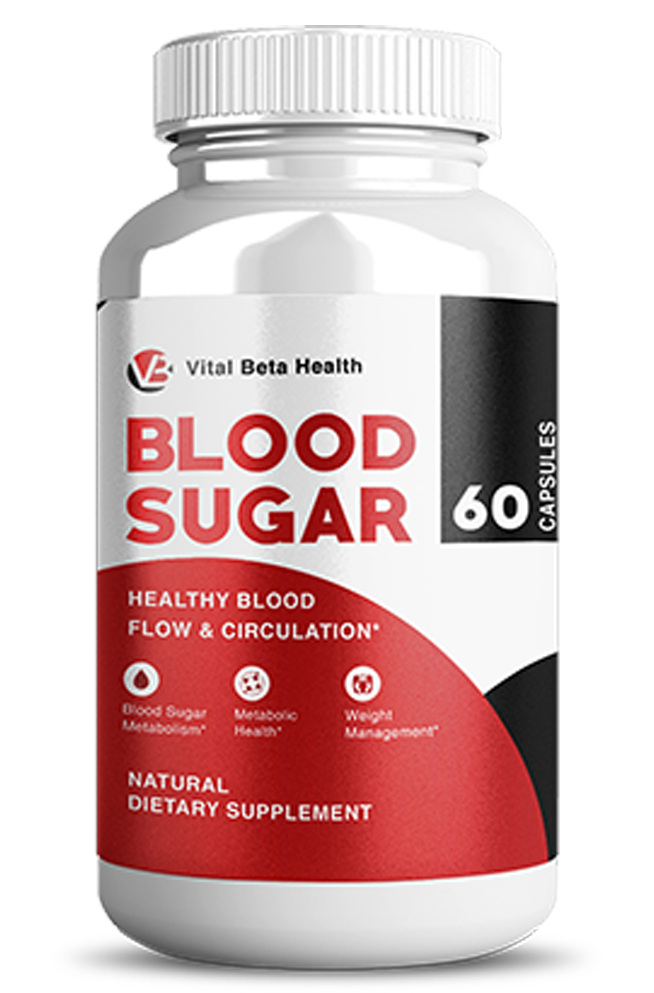 VB
Vital Beta Health
BLOOD
SUGAR
60
CAPSULES
HEALTHY BLOOD
FLOW & CIRCULATION*
Blood Sugar
Metabolism*
Metabolic
Health*
Weight
Management*
NATURAL
DIETARY SUPPLEMENT